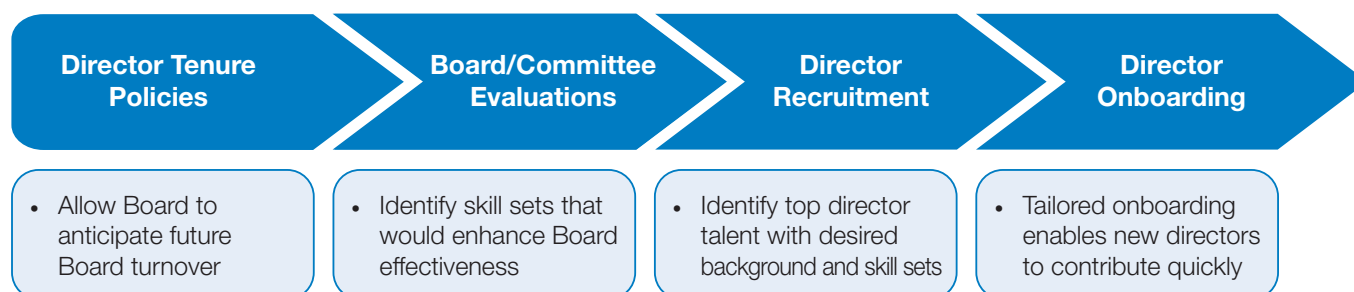 Director Tenure
Policies
Board/Committee
Evaluations
Director
Recruitment
Director
Onboarding
• Allow Board to
anticipate future
Board turnover
• Identify skill sets that
would enhance Board
effectiveness
• Identify top director
talent with desired
background and skill sets
• Tailored onboarding
enables new directors
to contribute quickly